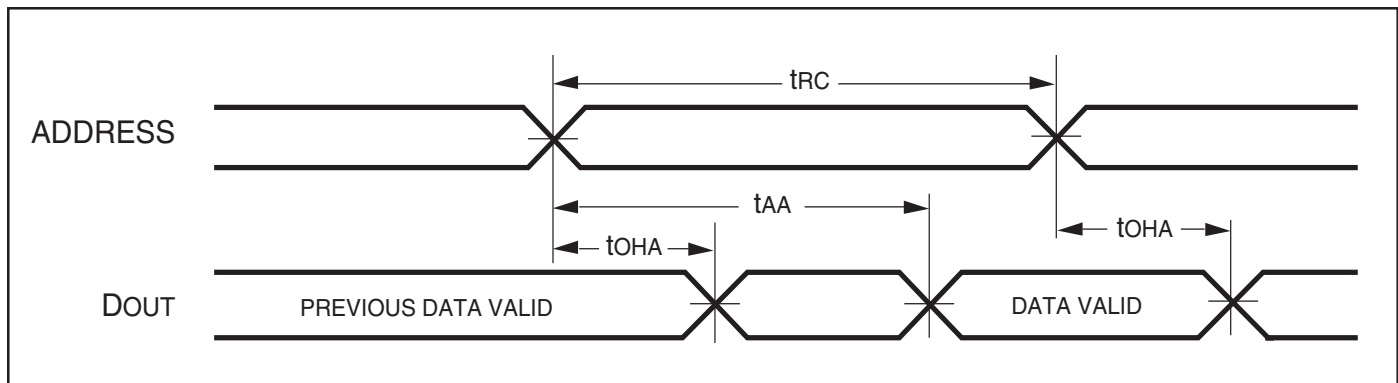 tRC
ADDRESS
tAA
tOHA
tOHA
DOUT
PREVIOUS DATA VALID
DATA VALID